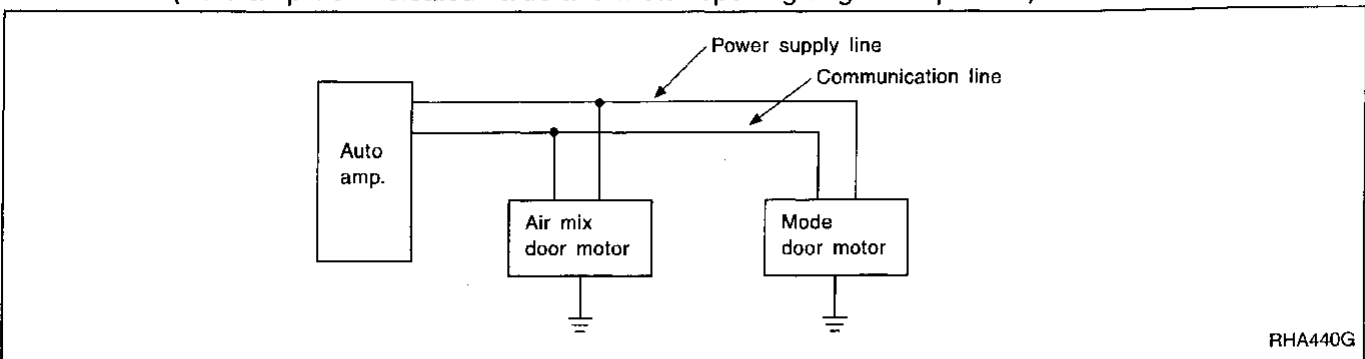 Power supply line
Communication line
Auto
amp.
Air mix
door motor
Mode
door motor
RHA440G